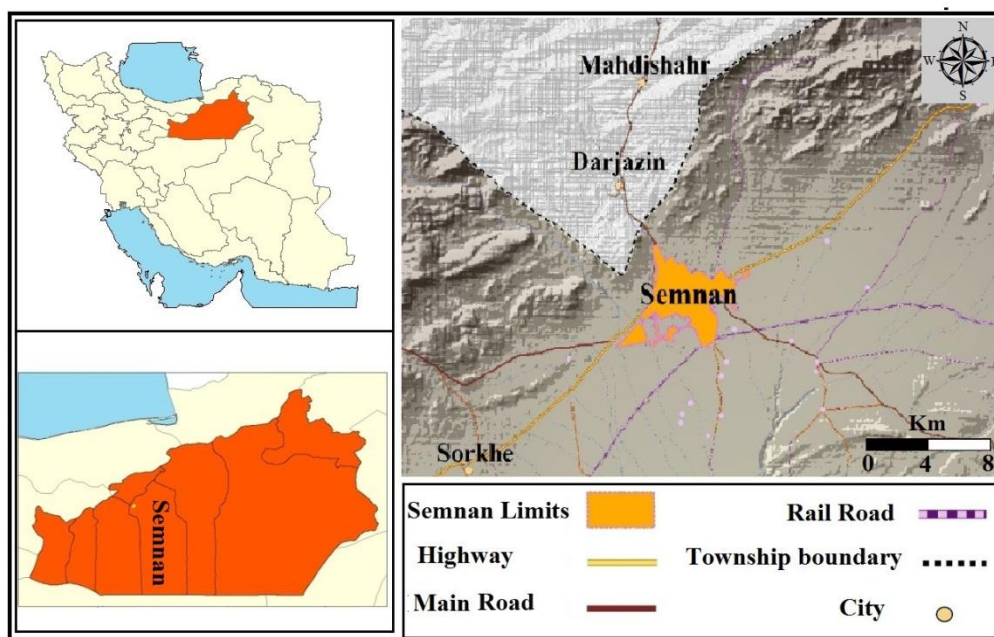 N
W E
S
Mahdishahr
Darjazin
Semnan
Sorkhe
Km
0 4 8
Semnan
Semnan Limits
Rail Road
Highway
Township boundary
Main Road
City